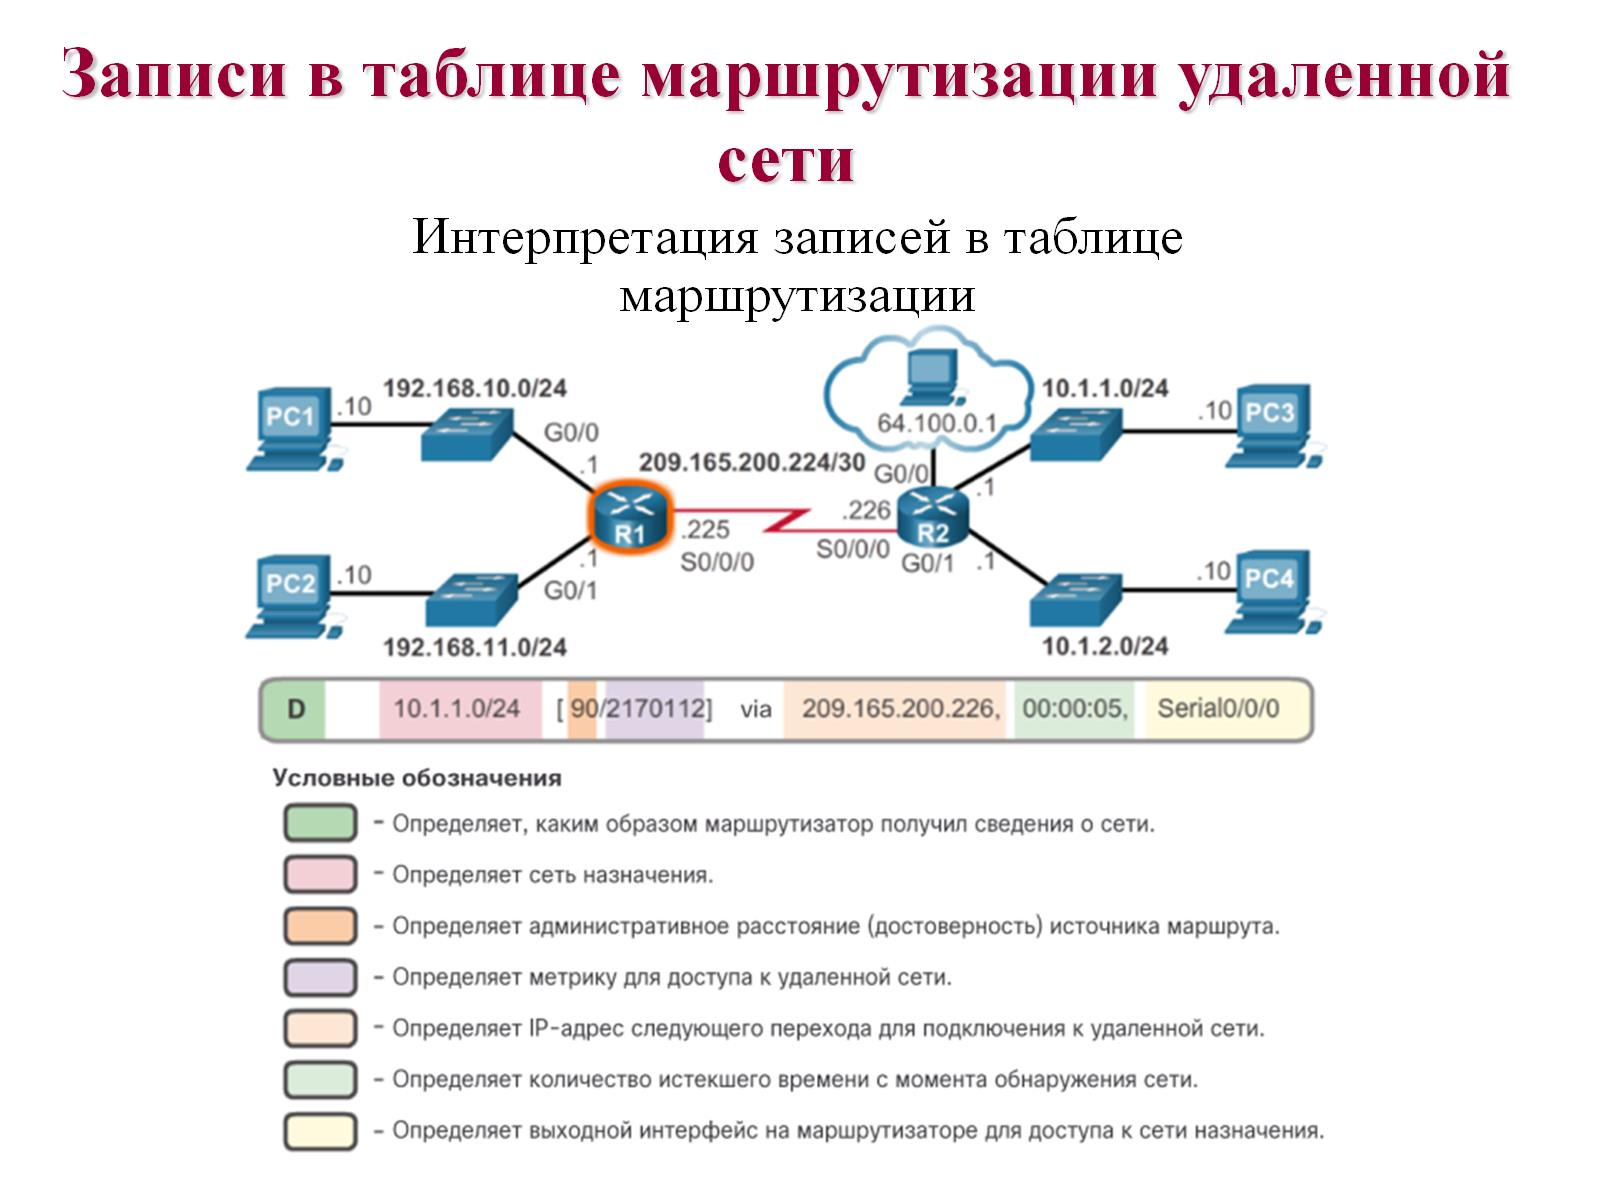 Записи в таблице маршрутизации удаленной
сети
Интерпретация записей в таблице
маршрутизации
192.168.10.0/24
10.1.1.0/24
PC1
.10
64.100.0.1
.10
PC3
G0/0
.1
209.165.200.224/30
G0/0
.1
R1
.225
S0/0/0
.226
S0/0/0
R2
G0/1
.1
.1
G0/1
PC2
.10
.10
PC4
192.168.11.0/24
10.1.2.0/24
D 10.1.1.0/24 [ 90/2170112] via 209.165.200.226, 00:00:05, Serial0/0/0
Условные обозначения
- Определяет, каким образом маршрутизатор получил сведения о сети.
- Определяет сеть назначения.
- Определяет административное расстояние (достоверность) источника маршрута.
- Определяет метрику для доступа к удаленной сети.
- Определяет IP-адрес следующего перехода для подключения к удаленной сети.
- Определяет количество истекшего времени с момента обнаружения сети.
- Определяет выходной интерфейс на маршрутизаторе для доступа к сети назначения.